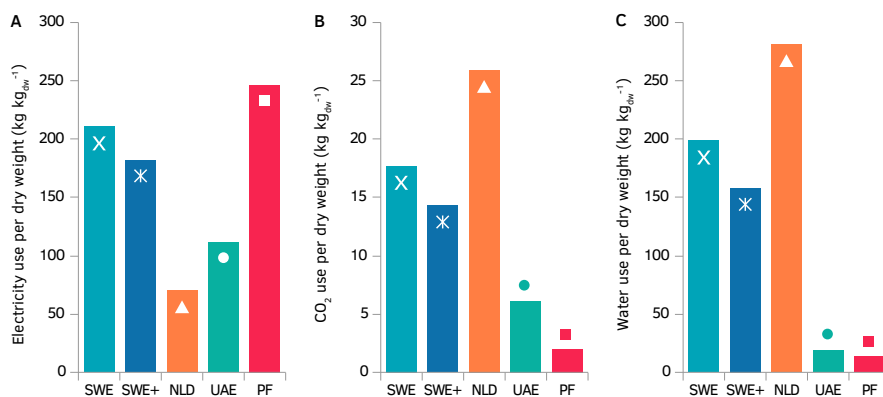 A
Electricity use per dry weight (kg kg_dw⁻¹)
300
250
200
150
100
50
0
SWE SWE+ NLD UAE PF
B
CO₂ use per dry weight (kg kg_dw⁻¹)
30
25
20
15
10
5
0
SWE SWE+ NLD UAE PF
C
Water use per dry weight (kg kg_dw⁻¹)
300
250
200
150
100
50
0
SWE SWE+ NLD UAE PF